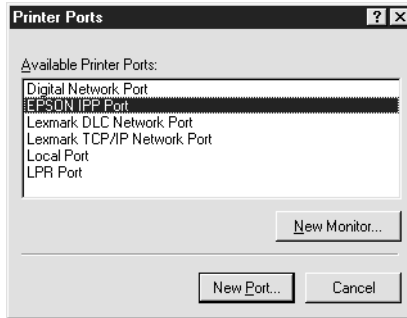 Printer Ports
Available Printer Ports:
Digital Network Port
EPSON IPP Port
Lexmark DLC Network Port
Lexmark TCP/IP Network Port
Local Port
LPR Port
New Monitor...
New Port...
Cancel